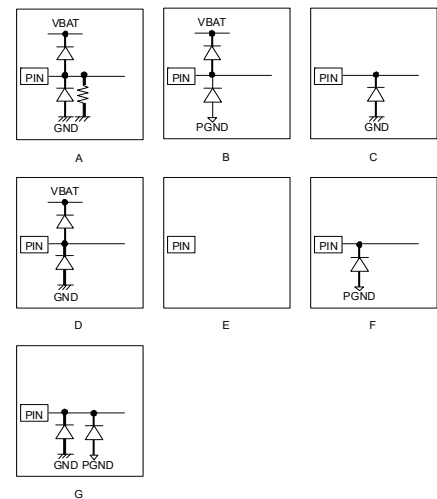 VBAT
PIN
GND
A
VBAT
PIN
PGND
B
PIN
GND
C
VBAT
PIN
GND
D
PIN
E
PIN
PGND
F
PIN
GND PGND
G